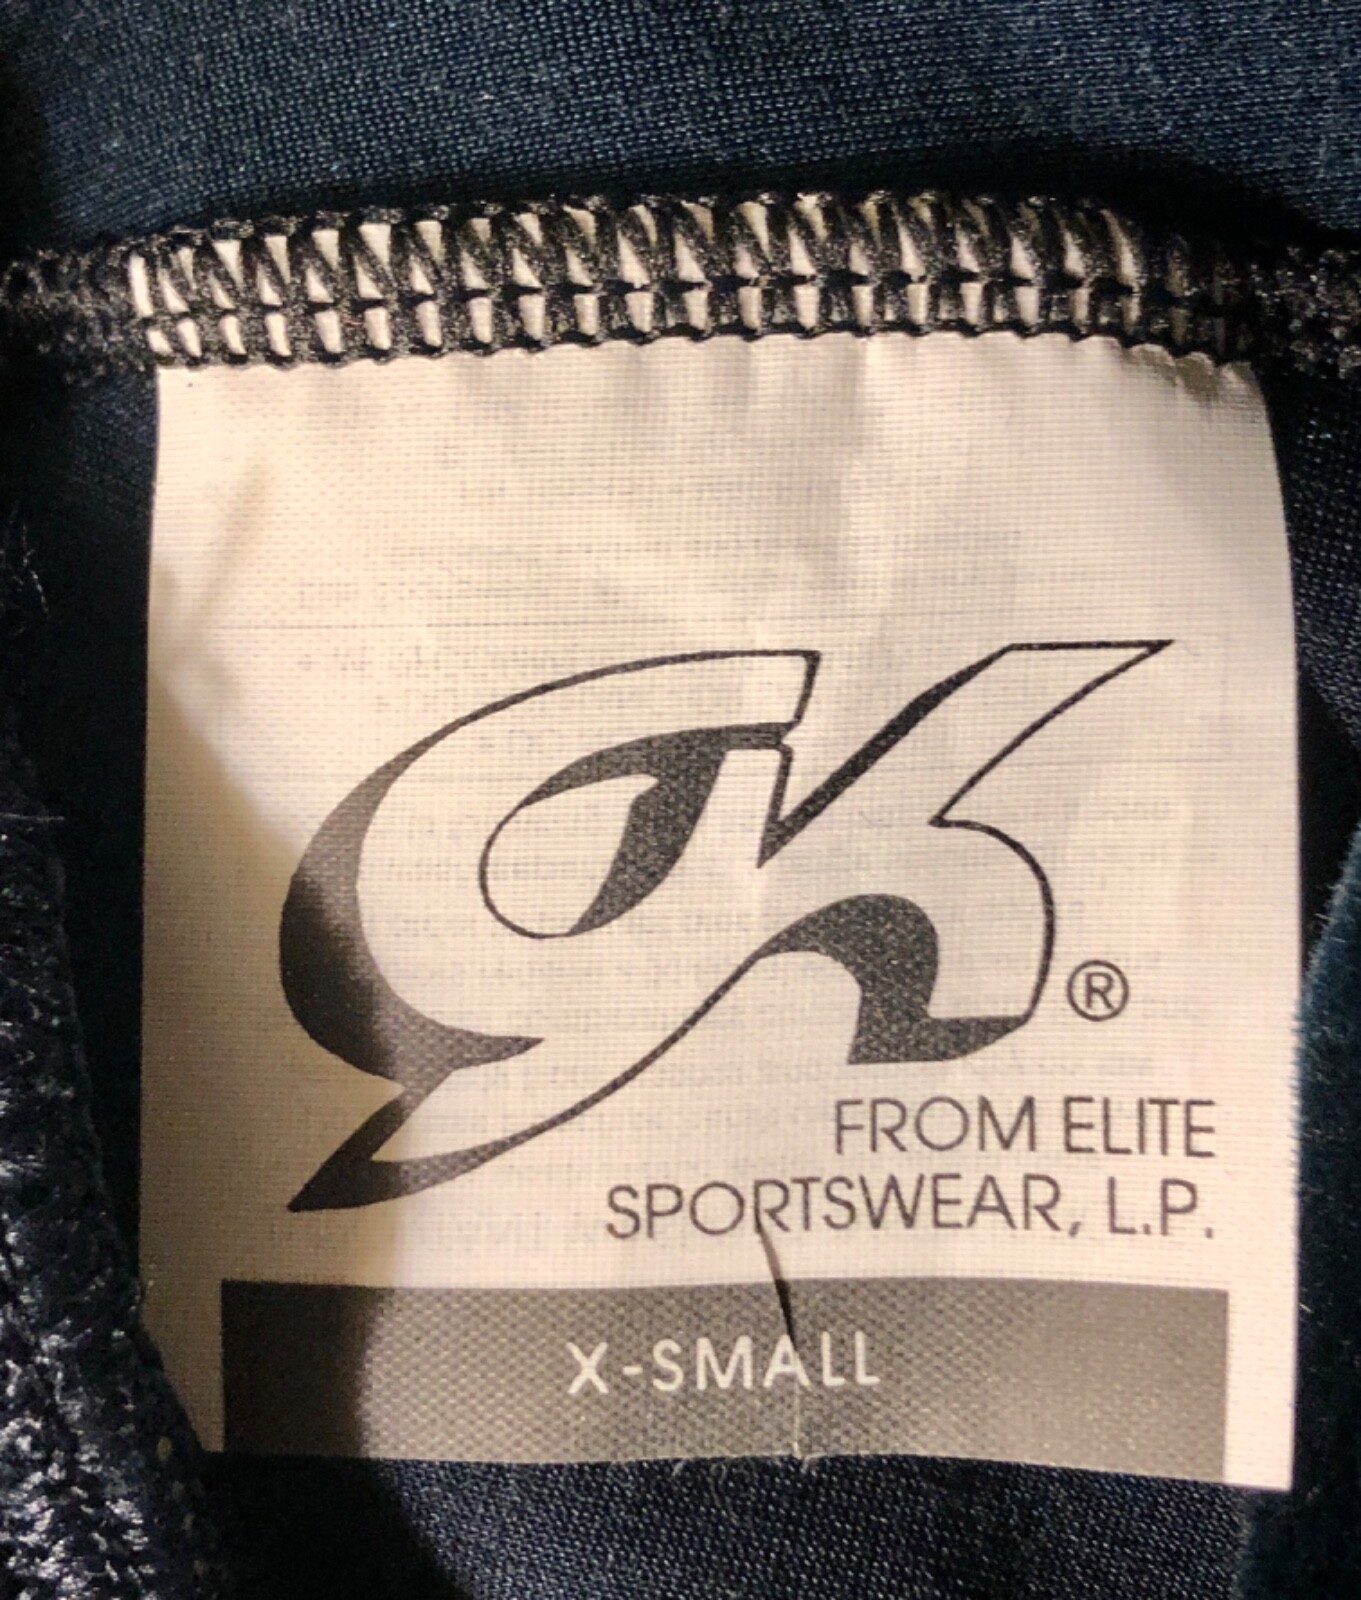 GK®
FROM ELITE
SPORTSWEAR, L.P.
X-SMALL